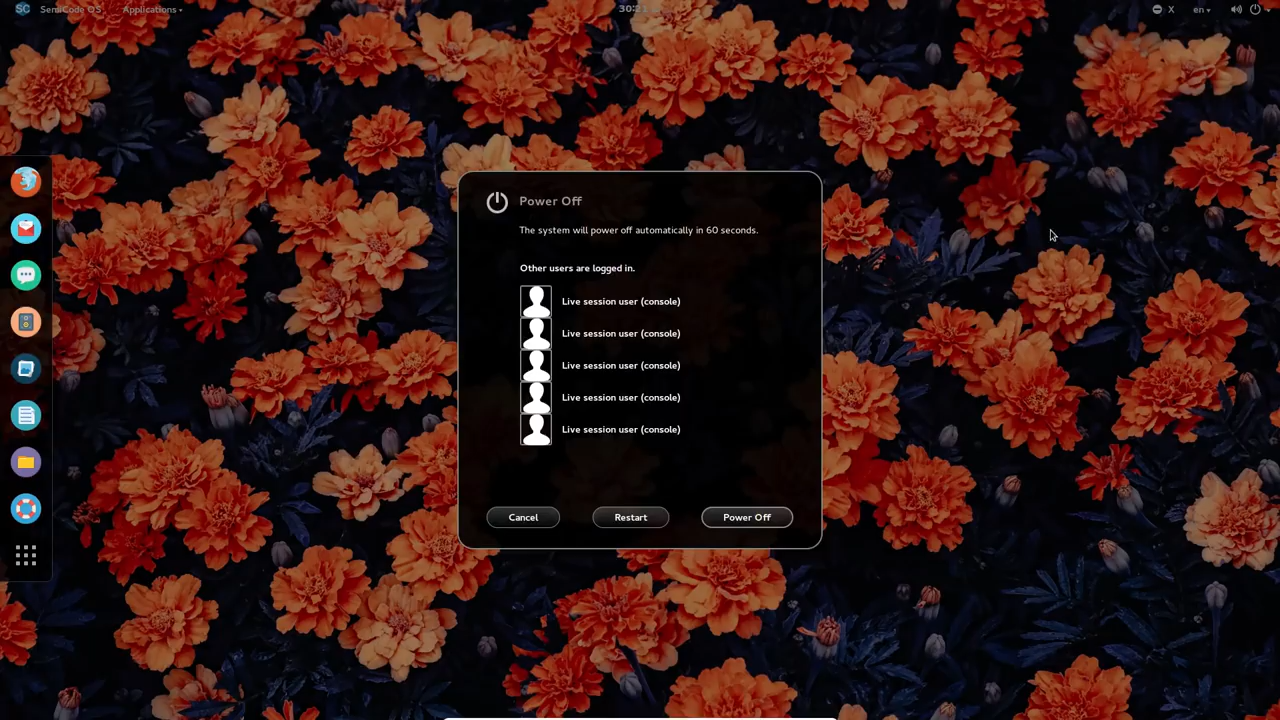 SC SemiCode OS Applications
X en
Power Off
The system will power off automatically in 60 seconds.
Other users are logged in.
Live session user (console)
Live session user (console)
Live session user (console)
Live session user (console)
Live session user (console)
Cancel Restart Power Off